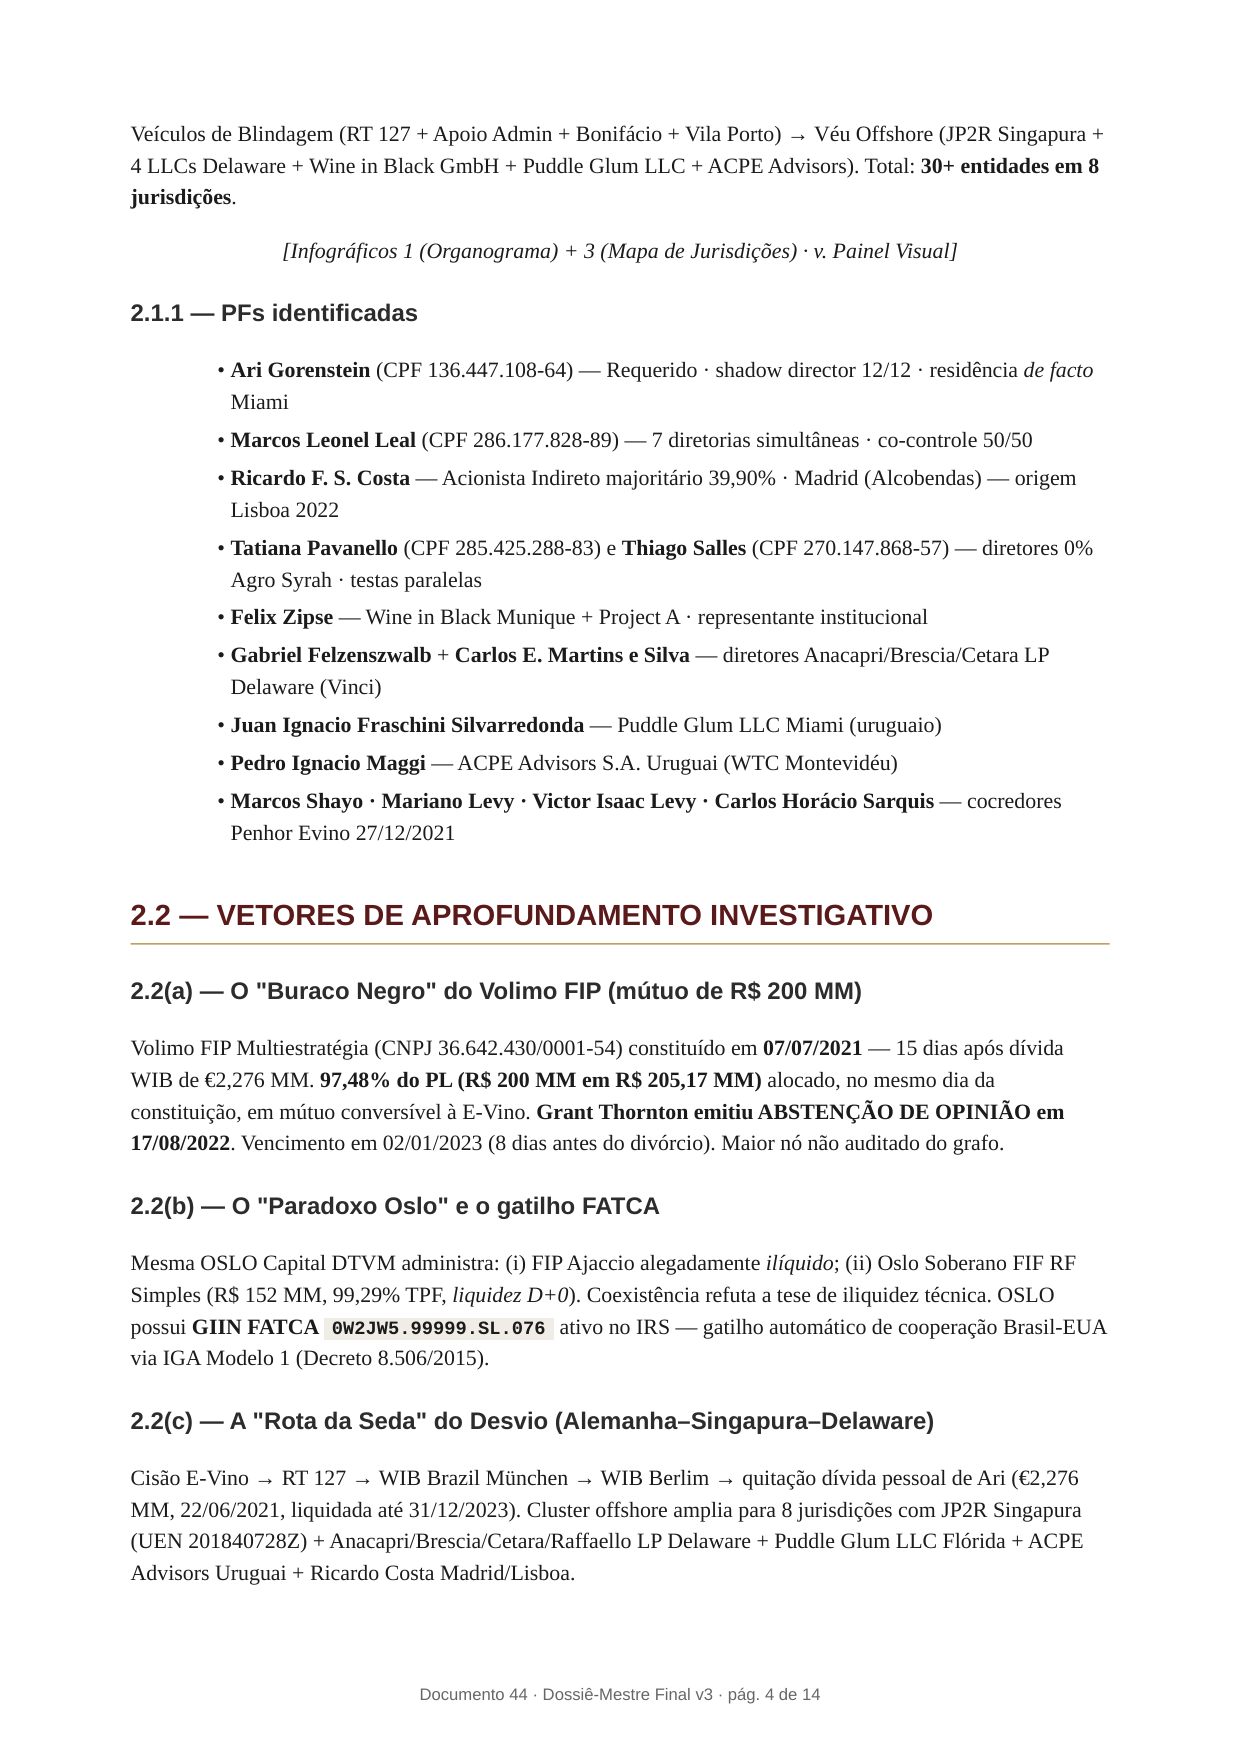 Veículos de Blindagem (RT 127 + Apoio Admin + Bonifácio + Vila Porto) → Véu Offshore (JP2R Singapura +
4 LLCs Delaware + Wine in Black GmbH + Puddle Glum LLC + ACPE Advisors). Total: 30+ entidades em 8
jurisdições.
[Infográficos 1 (Organograma) + 3 (Mapa de Jurisdições) · v. Painel Visual]
2.1.1 — PFs identificadas
• Ari Gorenstein (CPF 136.447.108-64) — Requerido · shadow director 12/12 · residência de facto
Miami
• Marcos Leonel Leal (CPF 286.177.828-89) — 7 diretorias simultâneas · co-controle 50/50
• Ricardo F. S. Costa — Acionista Indireto majoritário 39,90% · Madrid (Alcobendas) — origem
Lisboa 2022
• Tatiana Pavanello (CPF 285.425.288-83) e Thiago Salles (CPF 270.147.868-57) — diretores 0%
Agro Syrah · testas paralelas
• Felix Zipse — Wine in Black Munique + Project A · representante institucional
• Gabriel Felzenszwalb + Carlos E. Martins e Silva — diretores Anacapri/Brescia/Cetara LP
Delaware (Vinci)
• Juan Ignacio Fraschini Silvarredonda — Puddle Glum LLC Miami (uruguaio)
• Pedro Ignacio Maggi — ACPE Advisors S.A. Uruguai (WTC Montevidéu)
• Marcos Shayo · Mariano Levy · Victor Isaac Levy · Carlos Horácio Sarquis — cocredores
Penhor Evino 27/12/2021
2.2 — VETORES DE APROFUNDAMENTO INVESTIGATIVO
2.2(a) — O "Buraco Negro" do Volimo FIP (mútuo de R$ 200 MM)
Volimo FIP Multiestratégia (CNPJ 36.642.430/0001-54) constituído em 07/07/2021 — 15 dias após dívida
WIB de €2,276 MM. 97,48% do PL (R$ 200 MM em R$ 205,17 MM) alocado, no mesmo dia da
constituição, em mútuo conversível à E-Vino. Grant Thornton emitiu ABSTENÇÃO DE OPINIÃO em
17/08/2022. Vencimento em 02/01/2023 (8 dias antes do divórcio). Maior nó não auditado do grafo.
2.2(b) — O "Paradoxo Oslo" e o gatilho FATCA
Mesma OSLO Capital DTVM administra: (i) FIP Ajaccio alegadamente ilíquido; (ii) Oslo Soberano FIF RF
Simples (R$ 152 MM, 99,29% TPF, liquidez D+0). Coexistência refuta a tese de iliquidez técnica. OSLO
possui GIIN FATCA 0W2JW5.99999.SL.076 ativo no IRS — gatilho automático de cooperação Brasil-EUA
via IGA Modelo 1 (Decreto 8.506/2015).
2.2(c) — A "Rota da Seda" do Desvio (Alemanha–Singapura–Delaware)
Cisão E-Vino → RT 127 → WIB Brazil München → WIB Berlim → quitação dívida pessoal de Ari (€2,276
MM, 22/06/2021, liquidada até 31/12/2023). Cluster offshore amplia para 8 jurisdições com JP2R Singapura
(UEN 201840728Z) + Anacapri/Brescia/Cetara/Raffaello LP Delaware + Puddle Glum LLC Flórida + ACPE
Advisors Uruguai + Ricardo Costa Madrid/Lisboa.
Documento 44 · Dossiê-Mestre Final v3 · pág. 4 de 14